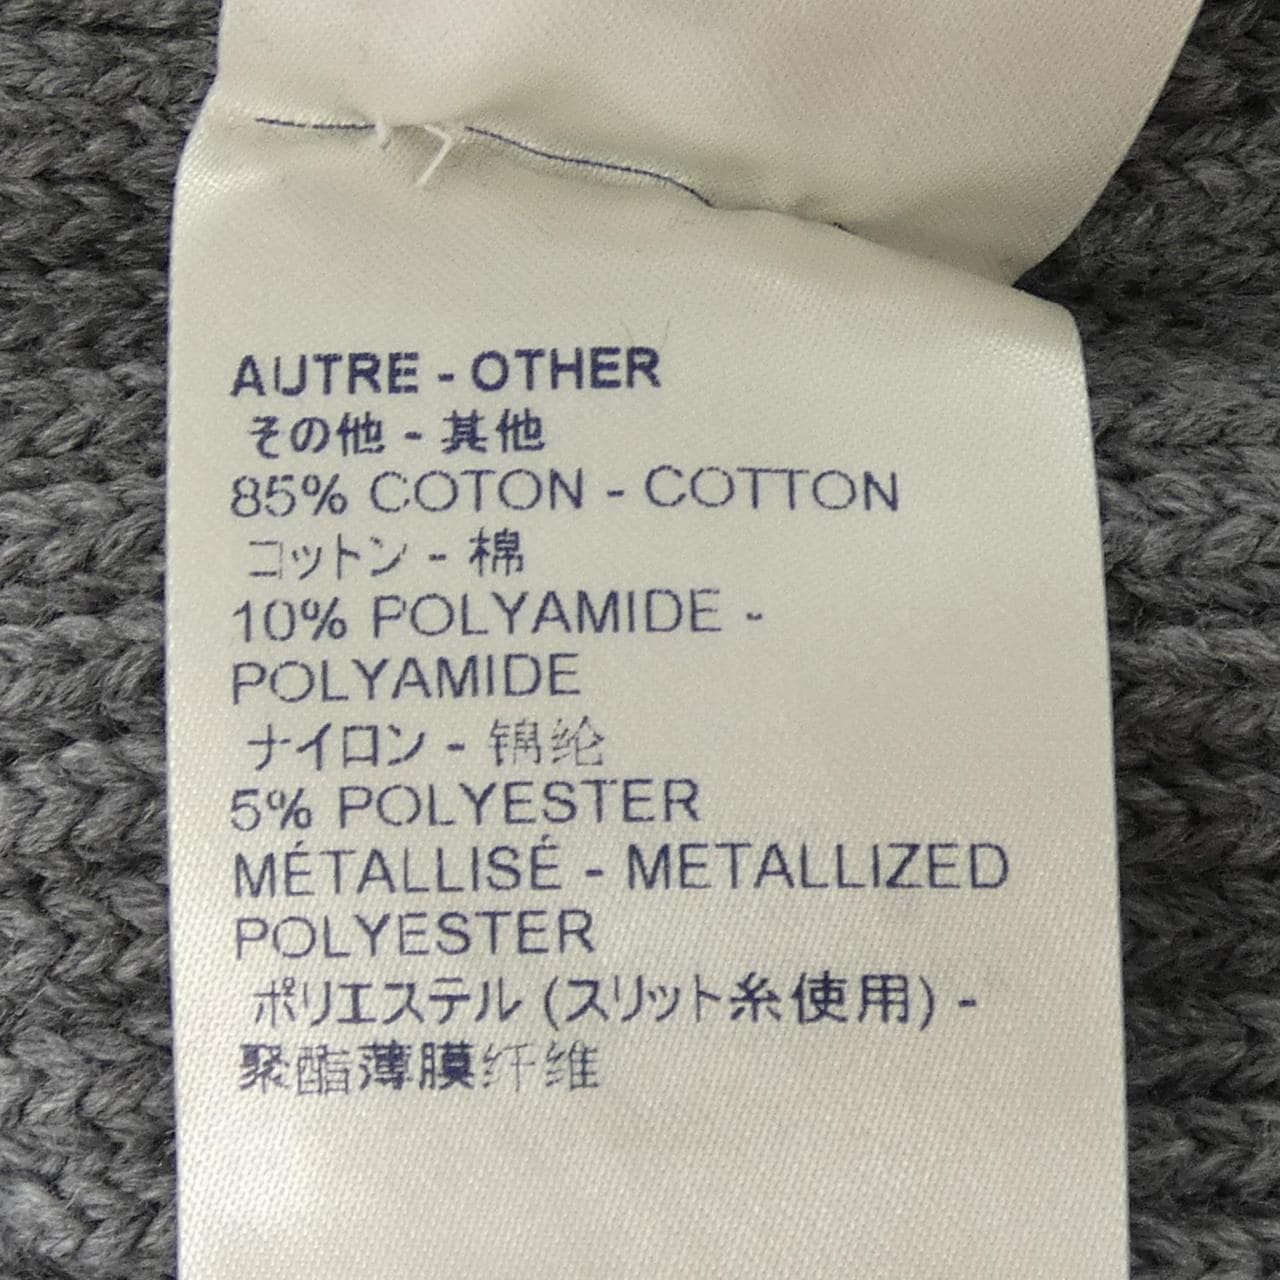 AUTRE - OTHER
その他 - 其他
85% COTON - COTTON
コットン - 棉
10% POLYAMIDE -
POLYAMIDE
ナイロン - 锦纶
5% POLYESTER
MÉTALLISÉ - METALLIZED
POLYESTER
ポリエステル (スリット糸使用) -
聚酯薄膜纤维